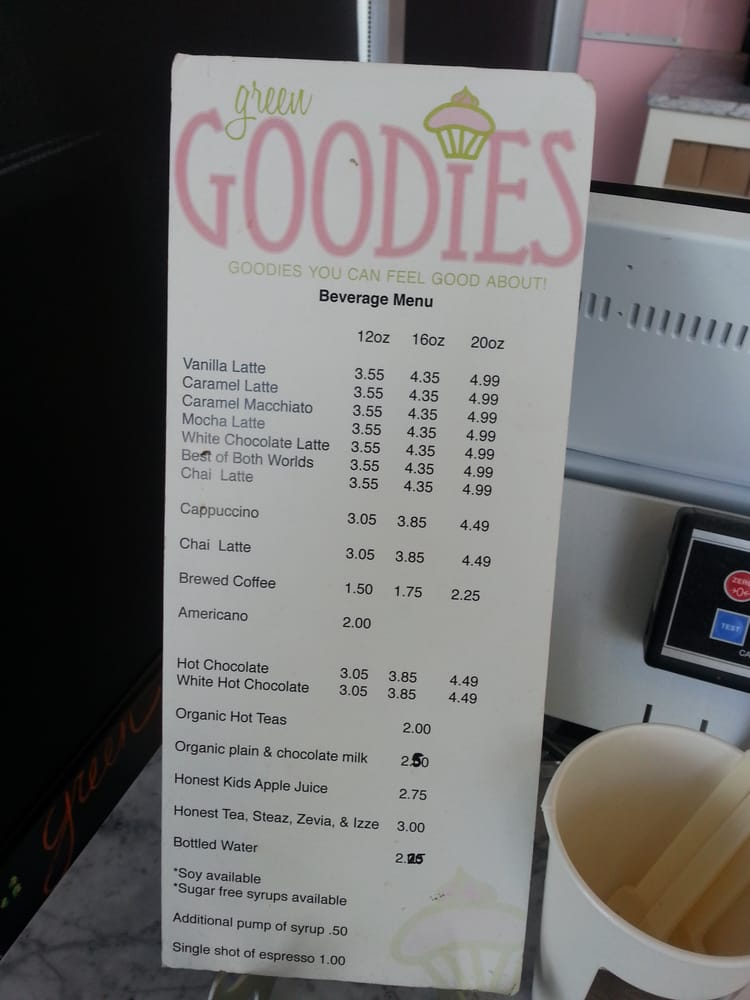 green
GOODIES
GOODIES YOU CAN FEEL GOOD ABOUT!
Beverage Menu
12oz 16oz 20oz
Vanilla Latte 3.55 4.35 4.99
Caramel Latte 3.55 4.35 4.99
Caramel Macchiato 3.55 4.35 4.99
Mocha Latte 3.55 4.35 4.99
White Chocolate Latte 3.55 4.35 4.99
Best of Both Worlds 3.55 4.35 4.99
Chai Latte 3.55 4.35 4.99
Cappuccino 3.05 3.85 4.49
Chai Latte 3.05 3.85 4.49
Brewed Coffee 1.50 1.75 2.25
Americano 2.00
Hot Chocolate 3.05 3.85 4.49
White Hot Chocolate 3.05 3.85 4.49
Organic Hot Teas 2.00
Organic plain & chocolate milk 2.50
Honest Kids Apple Juice 2.75
Honest Tea, Steaz, Zevia, & Izze 3.00
Bottled Water
*Soy available
*Sugar free syrups available
Additional pump of syrup .50
Single shot of espresso 1.00
green
ZERO
TEST